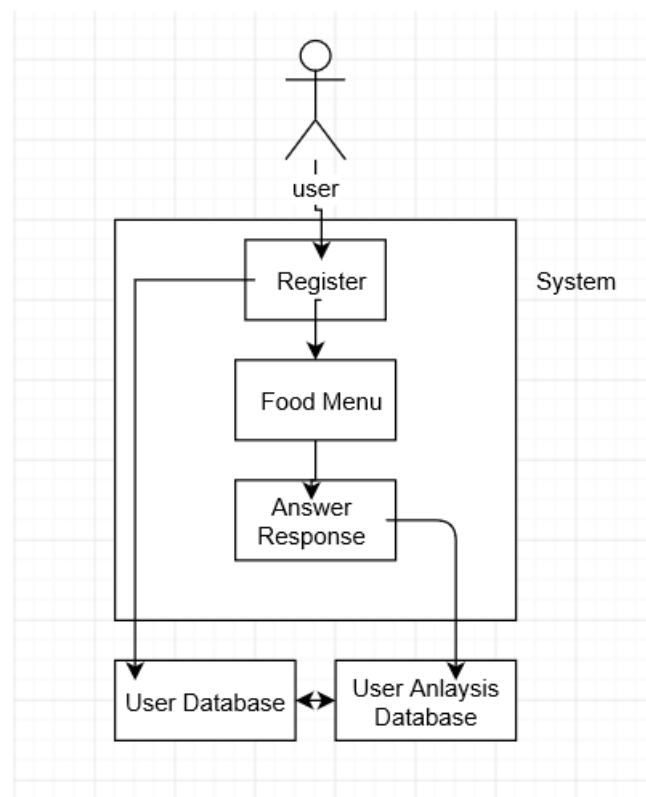 user
Register
System
Food Menu
Answer
Response
User Database
User Anlaysis
Database